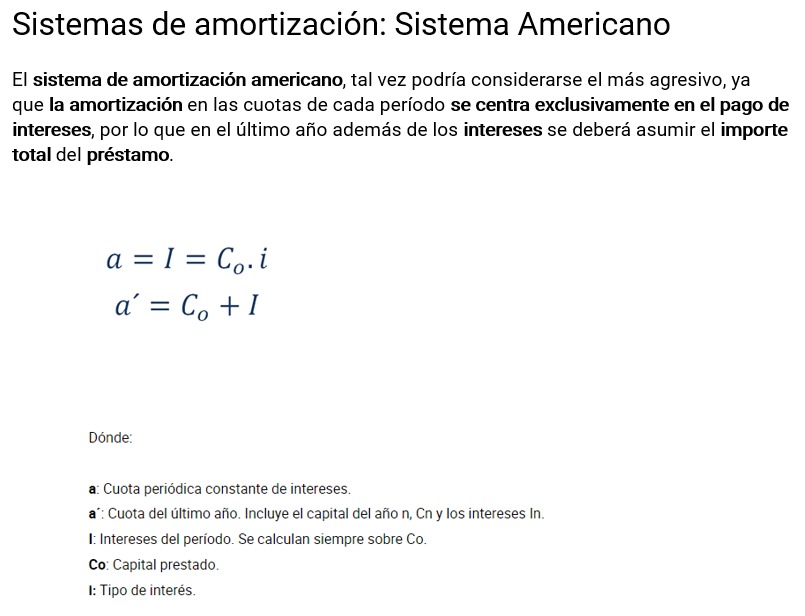 Sistemas de amortización: Sistema Americano
El sistema de amortización americano, tal vez podría considerarse el más agresivo, ya
que la amortización en las cuotas de cada período se centra exclusivamente en el pago de
intereses, por lo que en el último año además de los intereses se deberá asumir el importe
total del préstamo.
a = I = Cₒ. i
a´ = Cₒ + I
Dónde:
a: Cuota periódica constante de intereses.
a´: Cuota del último año. Incluye el capital del año n, Cn y los intereses In.
I: Intereses del período. Se calculan siempre sobre Co.
Co: Capital prestado.
I: Tipo de interés.